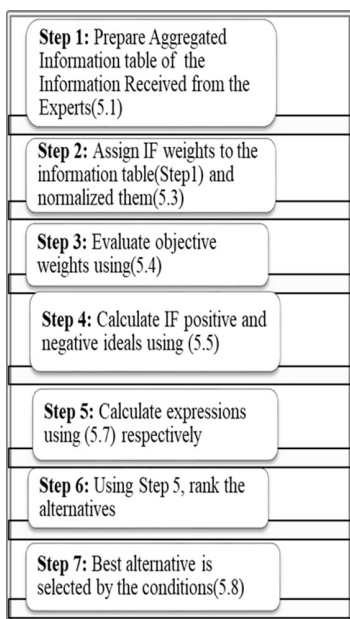 Step 1: Prepare Aggregated
Information table of the
Information Received from the
Experts(5.1)
Step 2: Assign IF weights to the
information table(Step1) and
normalized them(5.3)
Step 3: Evaluate objective
weights using(5.4)
Step 4: Calculate IF positive and
negative ideals using (5.5)
Step 5: Calculate expressions
using (5.7) respectively
Step 6: Using Step 5, rank the
alternatives
Step 7: Best alternative is
selected by the conditions(5.8)